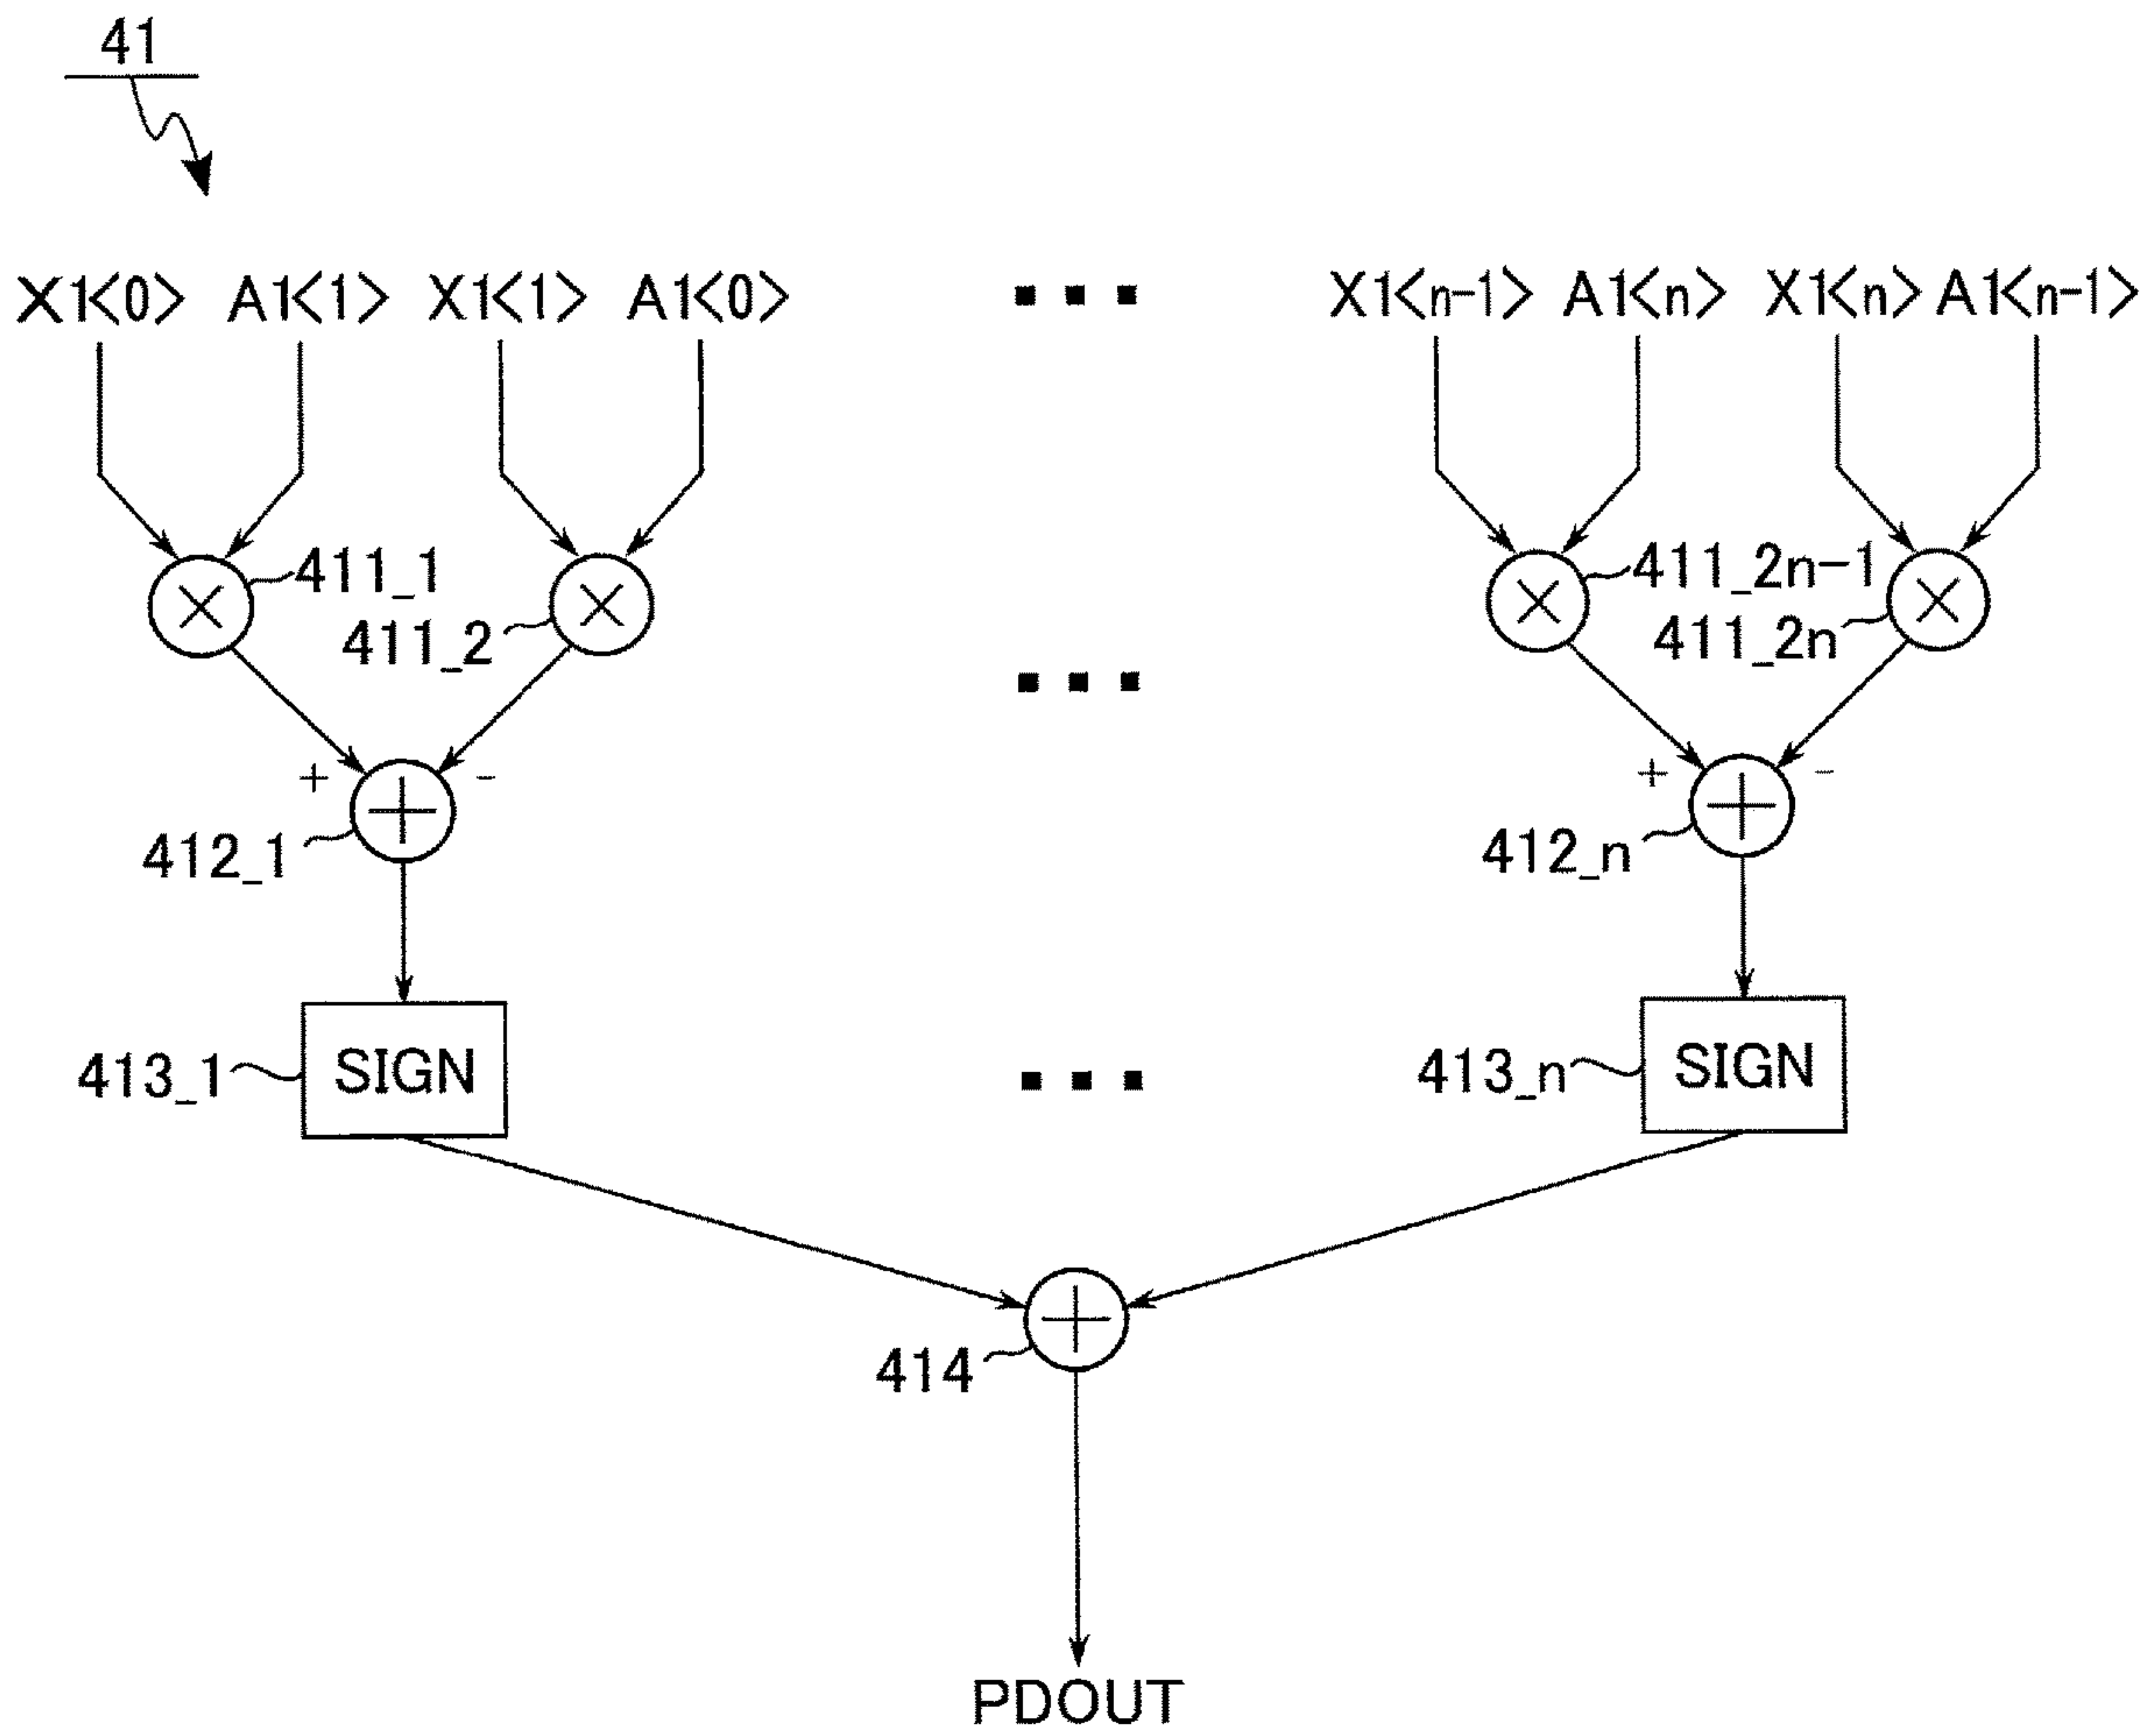 41
X1<0> A1<1> X1<1> A1<0> ▪ ▪ ▪ X1<n-1> A1<n> X1<n> A1<n-1>
411_1 411_2n-1
411_2 ▪ ▪ ▪ 411_2n
+ - + -
412_1 412_n
413_1 SIGN ▪ ▪ ▪ 413_n SIGN
414
PDOUT